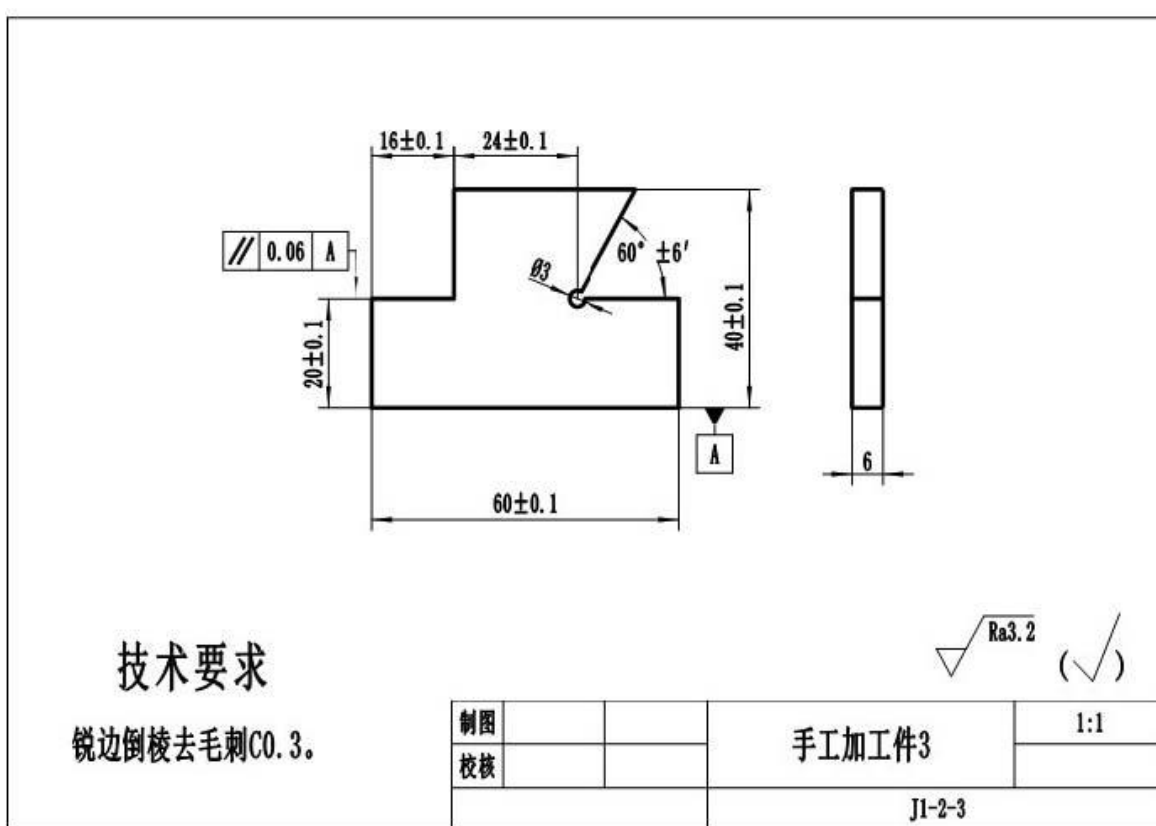 16±0.1
24±0.1
// 0.06 A
20±0.1
Ø3
60° ±6′
40±0.1
A
6
60±0.1
Ra3.2
(√)
技术要求
锐边倒棱去毛刺C0.3。
制图
手工加工件3
1:1
校核
J1-2-3